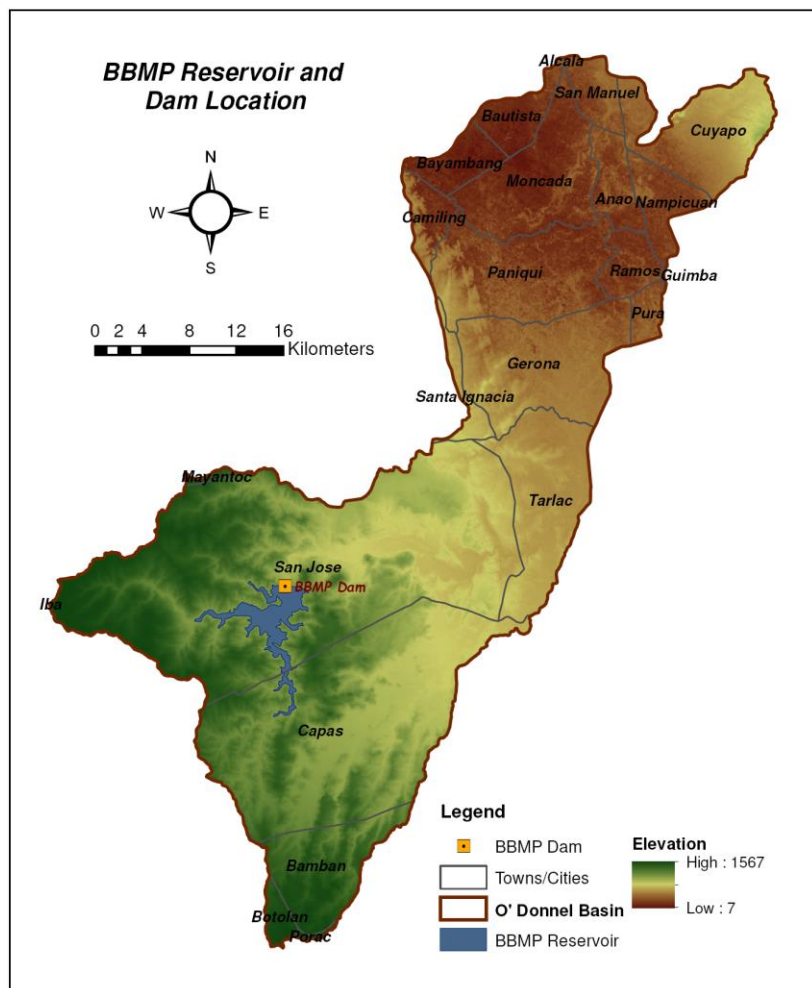 BBMP Reservoir and
Dam Location
N
W E
S
0 2 4 8 12 16
Kilometers
Alcala
San Manuel
Bautista
Cuyapo
Bayambang
Moncada
Anao
Nampicuan
Camiling
Paniqui
Ramos
Guimba
Pura
Gerona
Santa Ignacia
Mayantoc
Tarlac
San Jose
BBMP Dam
Iba
Capas
Bamban
Botolan
Porac
Legend
BBMP Dam
Towns/Cities
O' Donnel Basin
BBMP Reservoir
Elevation
High : 1567
Low : 7